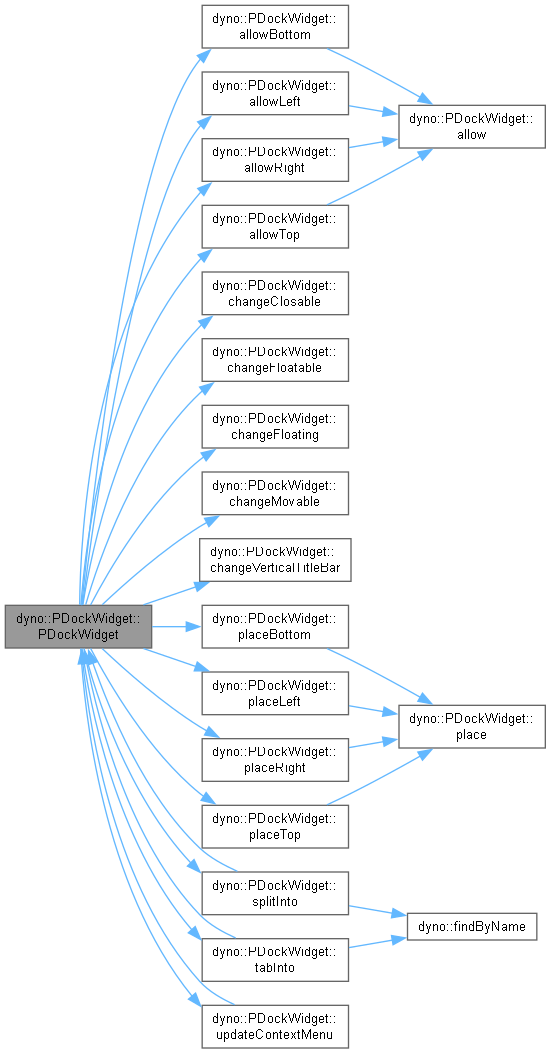 dyno::PDockWidget::
allowBottom
dyno::PDockWidget::
allowLeft
dyno::PDockWidget::
allow
dyno::PDockWidget::
allowRight
dyno::PDockWidget::
allowTop
dyno::PDockWidget::
changeClosable
dyno::PDockWidget::
changeFloatable
dyno::PDockWidget::
changeFloating
dyno::PDockWidget::
changeMovable
dyno::PDockWidget::
changeVerticalTitleBar
dyno::PDockWidget::
PDockWidget
dyno::PDockWidget::
placeBottom
dyno::PDockWidget::
placeLeft
dyno::PDockWidget::
place
dyno::PDockWidget::
placeRight
dyno::PDockWidget::
placeTop
dyno::PDockWidget::
splitInto
dyno::findByName
dyno::PDockWidget::
tabInto
dyno::PDockWidget::
updateContextMenu